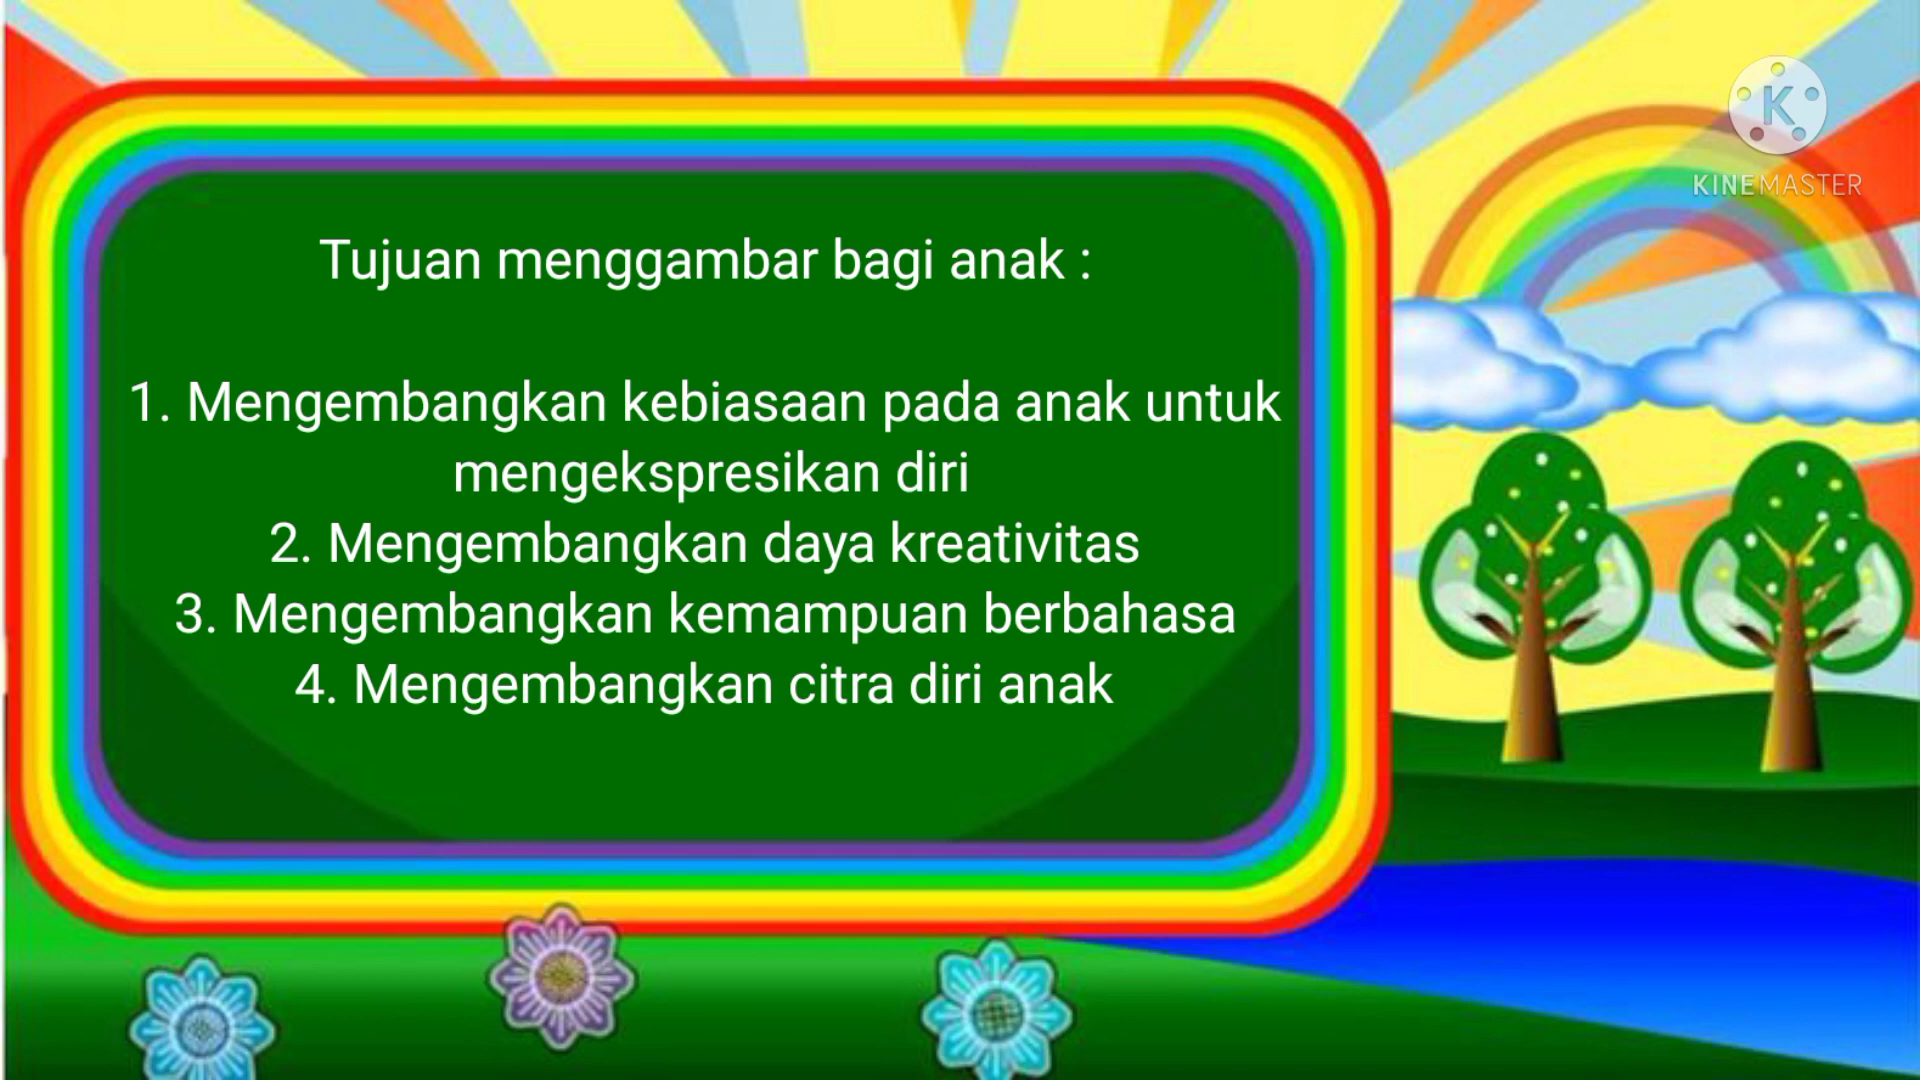 K
KINEMASTER
Tujuan menggambar bagi anak :
1. Mengembangkan kebiasaan pada anak untuk
mengekspresikan diri
2. Mengembangkan daya kreativitas
3. Mengembangkan kemampuan berbahasa
4. Mengembangkan citra diri anak